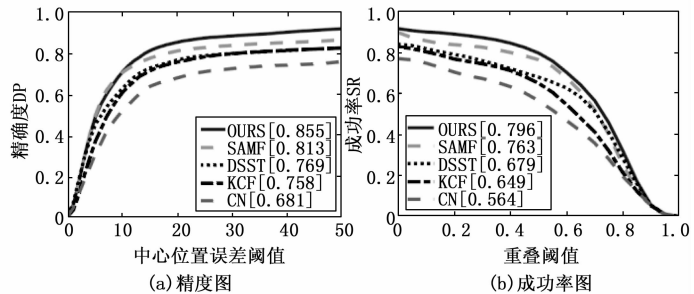 精确度DP
1.0
0.8
0.6
0.4
0.2
0
OURS[0.855]
SAMF[0.813]
DSST[0.769]
KCF[0.758]
CN[0.681]
0 10 20 30 40 50
中心位置误差阈值
(a)精度图
成功率SR
1.0
0.8
0.6
0.4
0.2
0
OURS[0.796]
SAMF[0.763]
DSST[0.679]
KCF[0.649]
CN[0.564]
0 0.2 0.4 0.6 0.8 1.0
重叠阈值
(b)成功率图